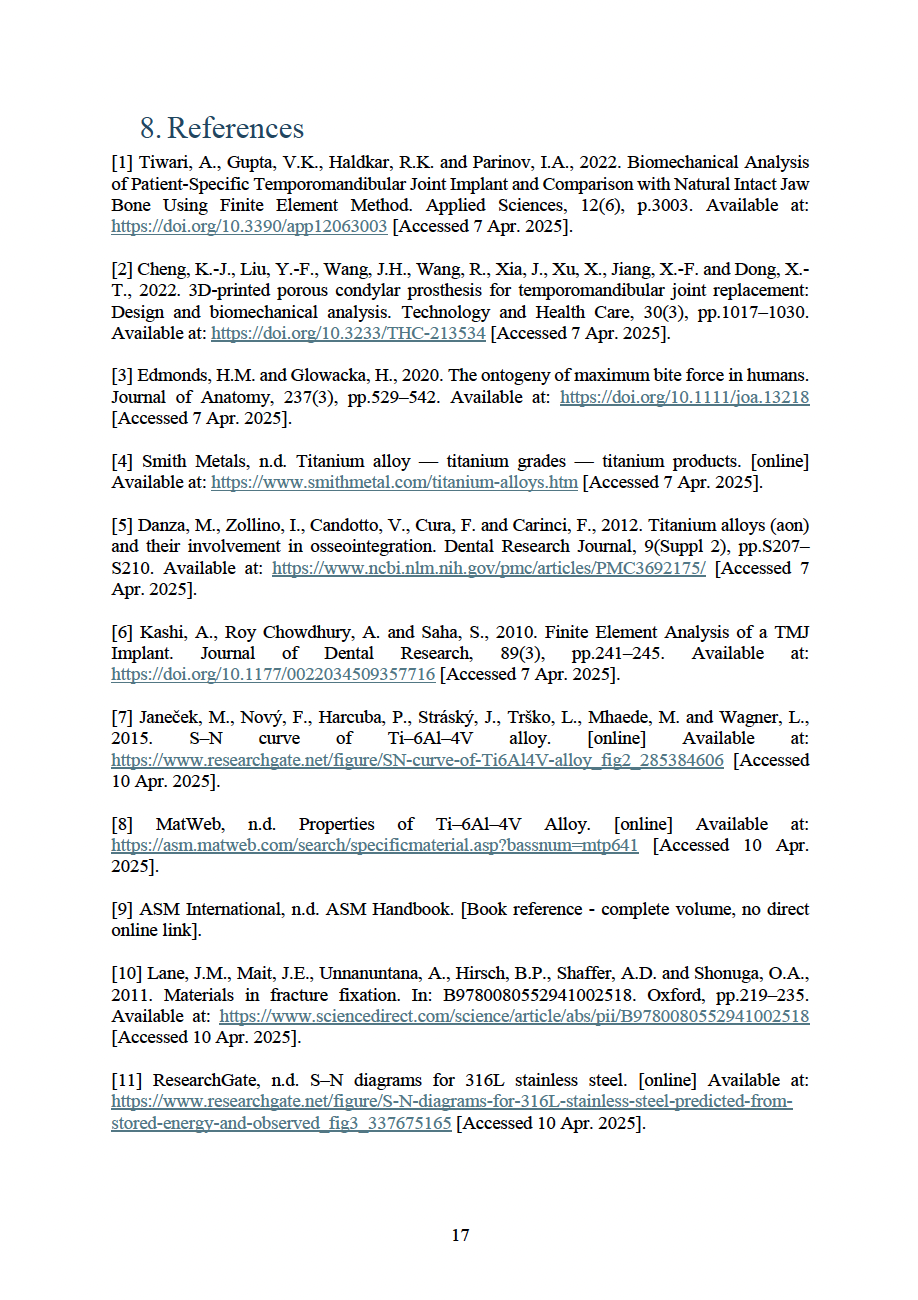 8. References
[1] Tiwari, A., Gupta, V.K., Haldkar, R.K. and Parinov, I.A., 2022. Biomechanical Analysis
of Patient-Specific Temporomandibular Joint Implant and Comparison with Natural Intact Jaw
Bone Using Finite Element Method. Applied Sciences, 12(6), p.3003. Available at:
https://doi.org/10.3390/app12063003 [Accessed 7 Apr. 2025].
[2] Cheng, K.-J., Liu, Y.-F., Wang, J.H., Wang, R., Xia, J., Xu, X., Jiang, X.-F. and Dong, X.-
T., 2022. 3D-printed porous condylar prosthesis for temporomandibular joint replacement:
Design and biomechanical analysis. Technology and Health Care, 30(3), pp.1017–1030.
Available at: https://doi.org/10.3233/THC-213534 [Accessed 7 Apr. 2025].
[3] Edmonds, H.M. and Glowacka, H., 2020. The ontogeny of maximum bite force in humans.
Journal of Anatomy, 237(3), pp.529–542. Available at: https://doi.org/10.1111/joa.13218
[Accessed 7 Apr. 2025].
[4] Smith Metals, n.d. Titanium alloy — titanium grades — titanium products. [online]
Available at: https://www.smithmetal.com/titanium-alloys.htm [Accessed 7 Apr. 2025].
[5] Danza, M., Zollino, I., Candotto, V., Cura, F. and Carinci, F., 2012. Titanium alloys (aon)
and their involvement in osseointegration. Dental Research Journal, 9(Suppl 2), pp.S207–
S210. Available at: https://www.ncbi.nlm.nih.gov/pmc/articles/PMC3692175/ [Accessed 7
Apr. 2025].
[6] Kashi, A., Roy Chowdhury, A. and Saha, S., 2010. Finite Element Analysis of a TMJ
Implant. Journal of Dental Research, 89(3), pp.241–245. Available at:
https://doi.org/10.1177/0022034509357716 [Accessed 7 Apr. 2025].
[7] Janeček, M., Nový, F., Harcuba, P., Stráský, J., Trško, L., Mhaede, M. and Wagner, L.,
2015. S–N curve of Ti–6Al–4V alloy. [online] Available at:
https://www.researchgate.net/figure/SN-curve-of-Ti6Al4V-alloy_fig2_285384606 [Accessed
10 Apr. 2025].
[8] MatWeb, n.d. Properties of Ti–6Al–4V Alloy. [online] Available at:
https://asm.matweb.com/search/specificmaterial.asp?bassnum=mtp641 [Accessed 10 Apr.
2025].
[9] ASM International, n.d. ASM Handbook. [Book reference - complete volume, no direct
online link].
[10] Lane, J.M., Mait, J.E., Unnanuntana, A., Hirsch, B.P., Shaffer, A.D. and Shonuga, O.A.,
2011. Materials in fracture fixation. In: B9780080552941002518. Oxford, pp.219–235.
Available at: https://www.sciencedirect.com/science/article/abs/pii/B9780080552941002518
[Accessed 10 Apr. 2025].
[11] ResearchGate, n.d. S–N diagrams for 316L stainless steel. [online] Available at:
https://www.researchgate.net/figure/S-N-diagrams-for-316L-stainless-steel-predicted-from-
stored-energy-and-observed_fig3_337675165 [Accessed 10 Apr. 2025].
17